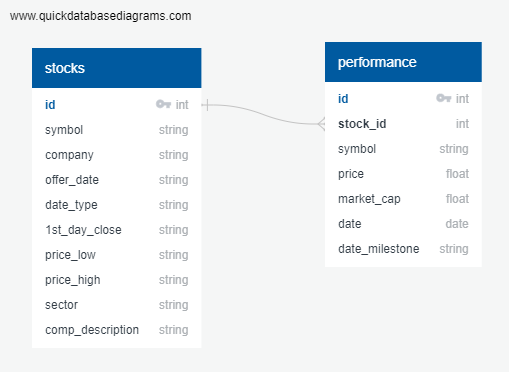 www.quickdatabasediagrams.com
stocks
id int
symbol string
company string
offer_date string
date_type string
1st_day_close string
price_low string
price_high string
sector string
comp_description string
performance
id int
stock_id int
symbol string
price float
market_cap float
date date
date_milestone string